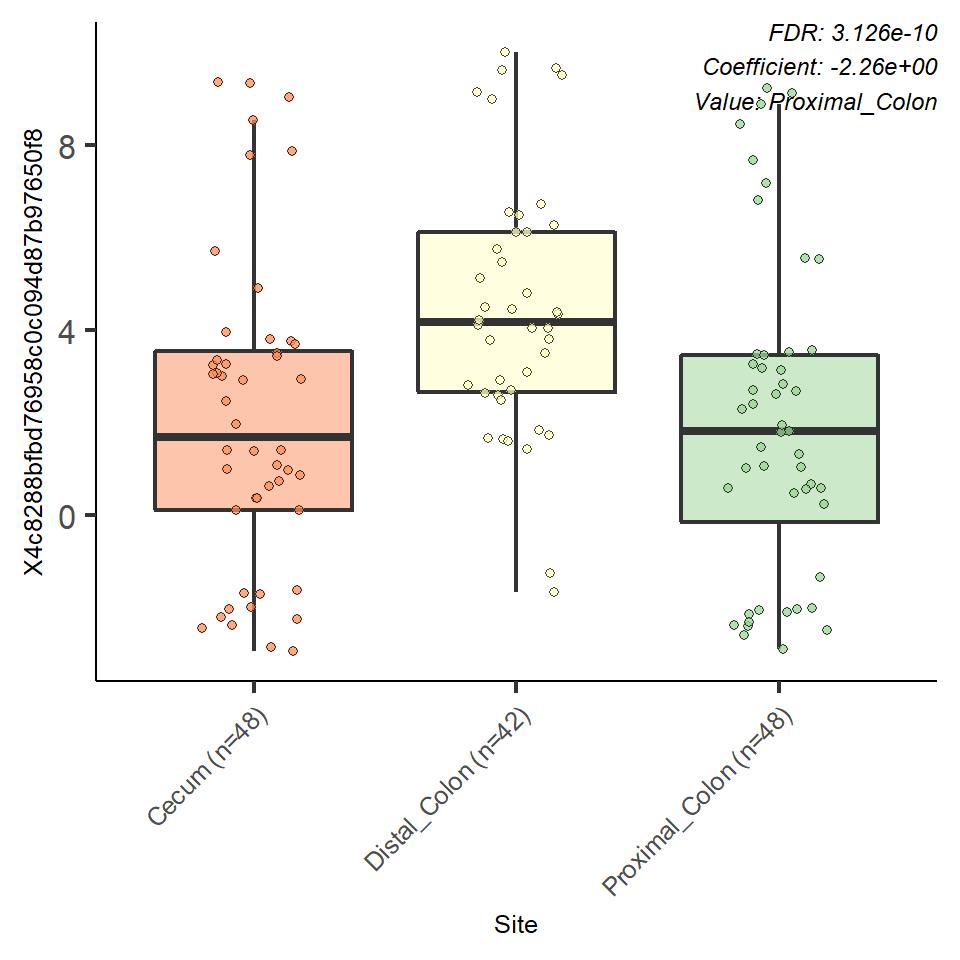 FDR: 3.126e-10
Coefficient: -2.26e+00
Value: Proximal_Colon
X4c8288bfbd76958c0c094d87b97650f8
8
4
0
Cecum (n=48)
Distal_Colon (n=42)
Proximal_Colon (n=48)
Site